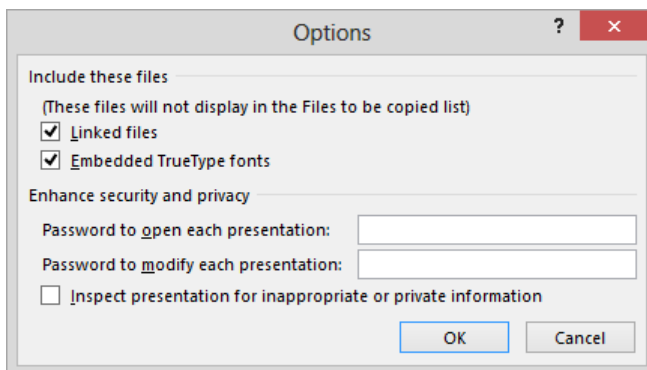 Options
?
Include these files
(These files will not display in the Files to be copied list)
Linked files
Embedded TrueType fonts
Enhance security and privacy
Password to open each presentation:
Password to modify each presentation:
Inspect presentation for inappropriate or private information
OK Cancel